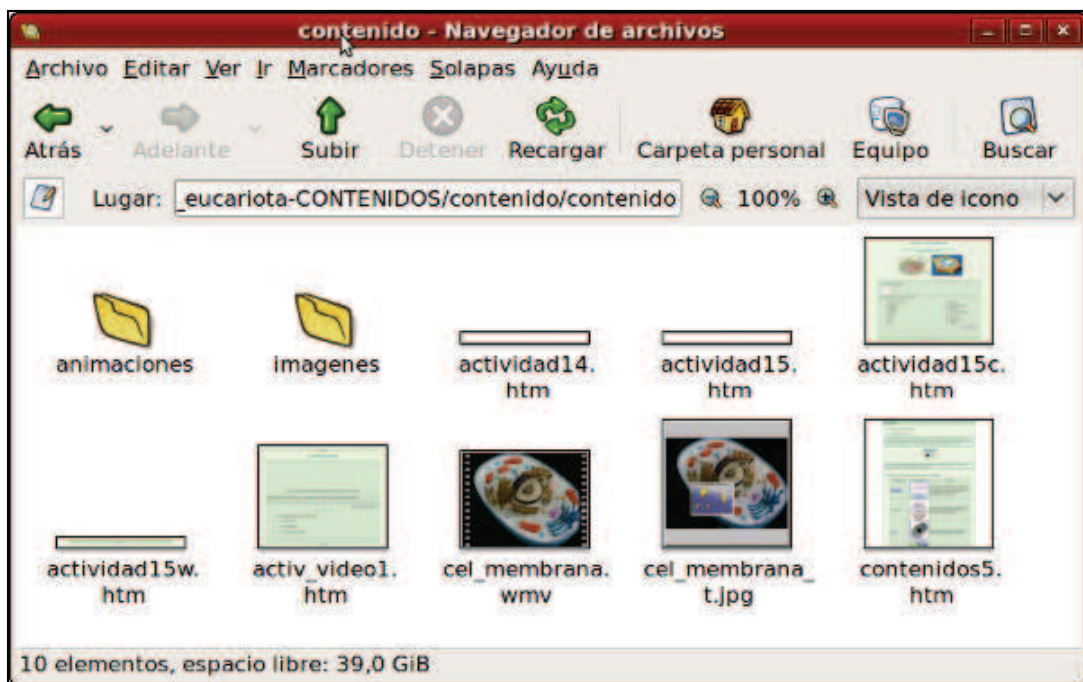 contenido - Navegador de archivos
Archivo Editar Ver Ir Marcadores Solapas Ayuda
Atrás Adelante Subir Detener Recargar Carpeta personal Equipo Buscar
Lugar: _eucariota-CONTENIDOS/contenido/contenido 100% Vista de icono
animaciones imagenes actividad14. actividad15. actividad15c.
htm htm htm
actividad15w. activ_video1. cel_membrana. cel_membrana_ contenidos5.
htm htm wmv t.jpg htm
10 elementos, espacio libre: 39,0 GiB